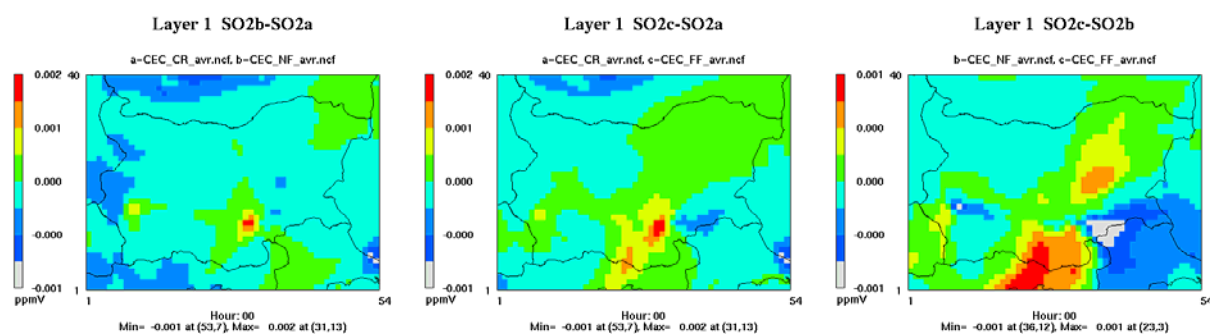 Layer 1 SO2b-SO2a
a-CEC_CR_avr.ncf, b-CEC_NF_avr.ncf
0.002
0.001
0.000
-0.000
-0.001
ppmV
40
1
1
54
Hour: 00
Min= -0.001 at (53,7), Max= 0.002 at (31,13)
Layer 1 SO2c-SO2a
a-CEC_CR_avr.ncf, c-CEC_FF_avr.ncf
0.002
0.001
0.000
-0.000
-0.001
ppmV
40
1
1
54
Hour: 00
Min= -0.001 at (53,7), Max= 0.002 at (31,13)
Layer 1 SO2c-SO2b
b-CEC_NF_avr.ncf, c-CEC_FF_avr.ncf
0.001
0.000
0.000
-0.000
-0.001
ppmV
40
1
1
54
Hour: 00
Min= -0.001 at (36,12), Max= 0.001 at (23,3)